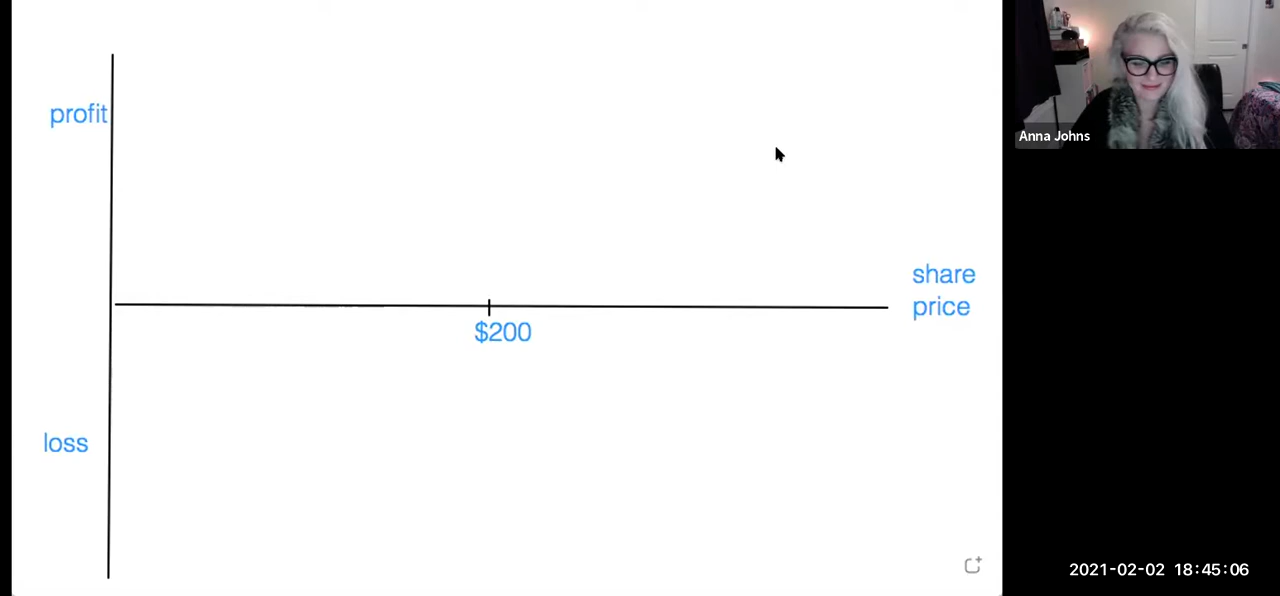 profit
share
price
$200
loss
Anna Johns
2021-02-02 18:45:06